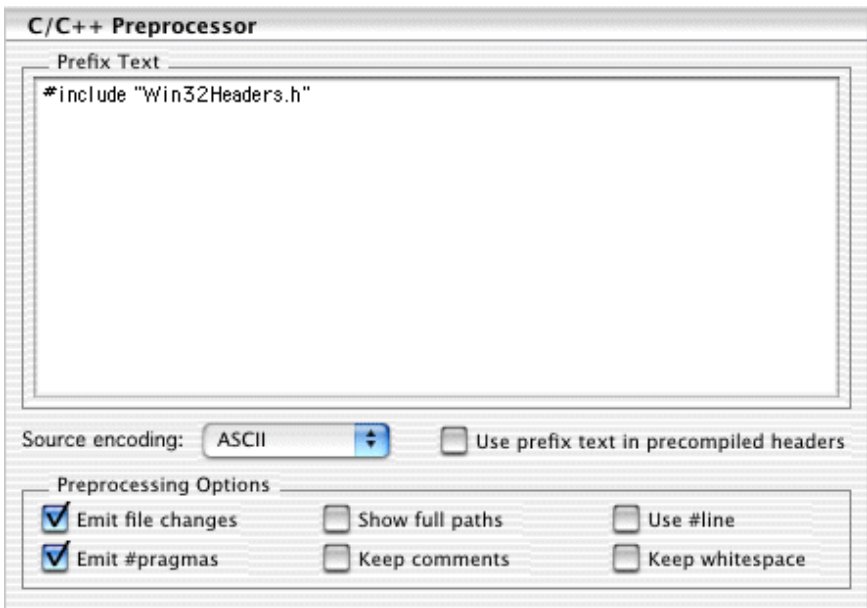 C/C++ Preprocessor
Prefix Text
#include "Win32Headers.h"
Source encoding: ASCII Use prefix text in precompiled headers
Preprocessing Options
Emit file changes Show full paths Use #line
Emit #pragmas Keep comments Keep whitespace